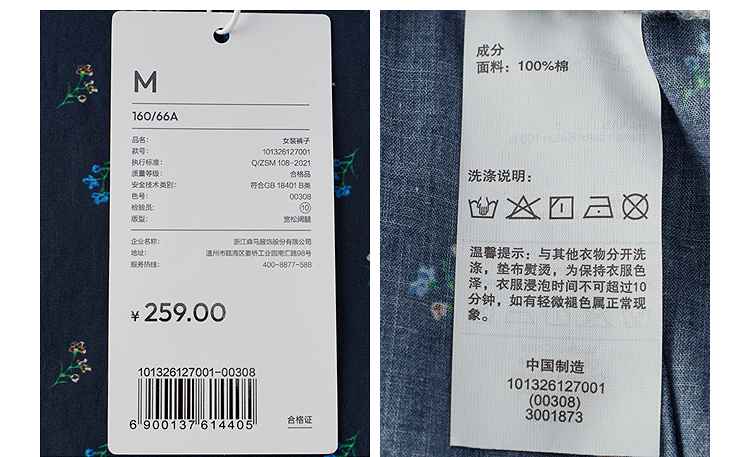 M
160/66A
品名: 女装裤子
款号: 101326127001
执行标准: Q/ZSM 108-2021
质量等级: 合格品
安全技术类别: 符合GB 18401 B类
色号: 00308
检验员: ⑩
版型: 宽松阔腿
企业名称: 浙江森马服饰股份有限公司
地址: 温州市瓯海区娄桥工业园南汇路98号
服务热线: 400-8877-588
¥ 259.00
101326127001-00308
6 900137 614405
合格证
成分
面料：100%棉
洗涤说明：
温馨提示：与其他衣物分开洗
涤，垫布熨烫，为保持衣服色
泽，衣服浸泡时间不可超过10
分钟，如有轻微褪色属正常现
象。
中国制造
101326127001
(00308)
3001873